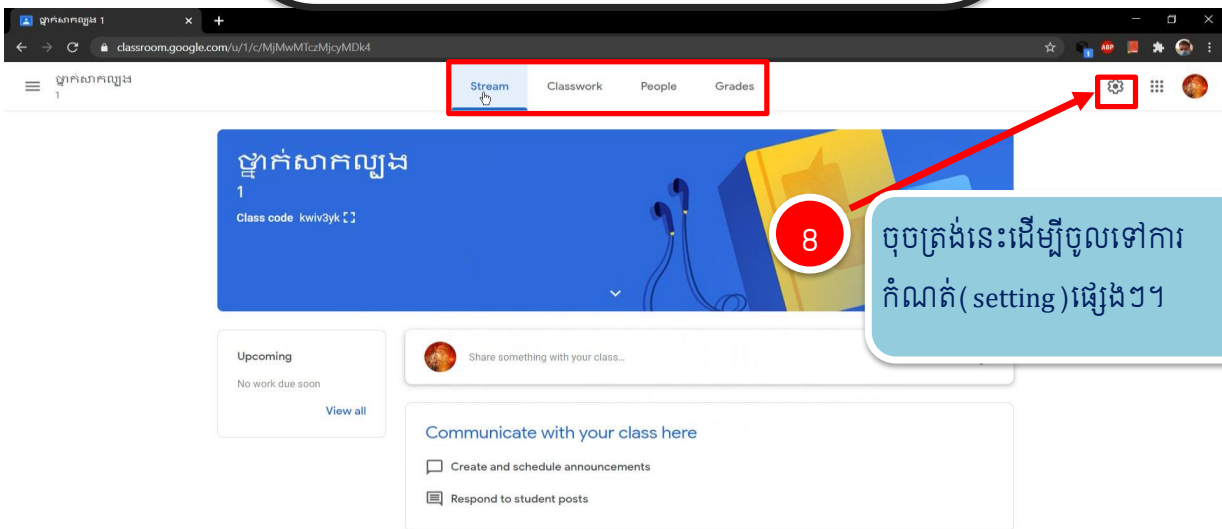 ថ្នាក់សាកល្បង 1
classroom.google.com/u/1/c/MjMwMTczMjcyMDk4
ABP
1
ថ្នាក់សាកល្បង
1
Stream
Classwork
People
Grades
ថ្នាក់សាកល្បង
1
Class code kwiv3yk
8
ចុចត្រង់នេះដើម្បីចូលទៅការ
កំណត់( setting )ផ្សេងៗ។
Upcoming
No work due soon
View all
Share something with your class...
Communicate with your class here
Create and schedule announcements
Respond to student posts